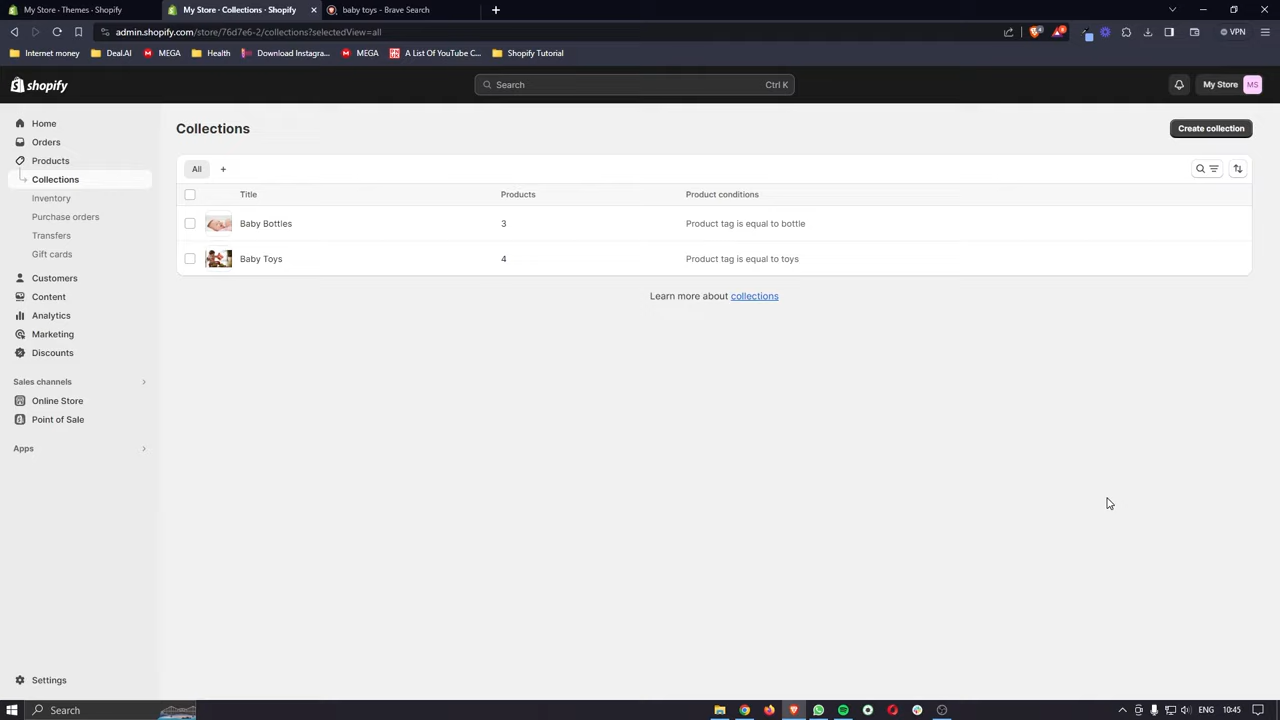 My Store - Themes · Shopify
My Store - Collections · Shopify
baby toys - Brave Search
admin.shopify.com/store/76d7e6-2/collections?selectedView=all
VPN
Internet money
Deal.AI
MEGA
Health
Download Instagra...
MEGA
A List Of YouTube C...
Shopify Tutorial
shopify
Search
Ctrl K
My Store
MS
Home
Orders
Products
Collections
Inventory
Purchase orders
Transfers
Gift cards
Customers
Content
Analytics
Marketing
Discounts
Sales channels
Online Store
Point of Sale
Apps
Settings
Collections
Create collection
All
Title
Products
Product conditions
Baby Bottles
3
Product tag is equal to bottle
Baby Toys
4
Product tag is equal to toys
Learn more about collections
Search
ENG
10:45